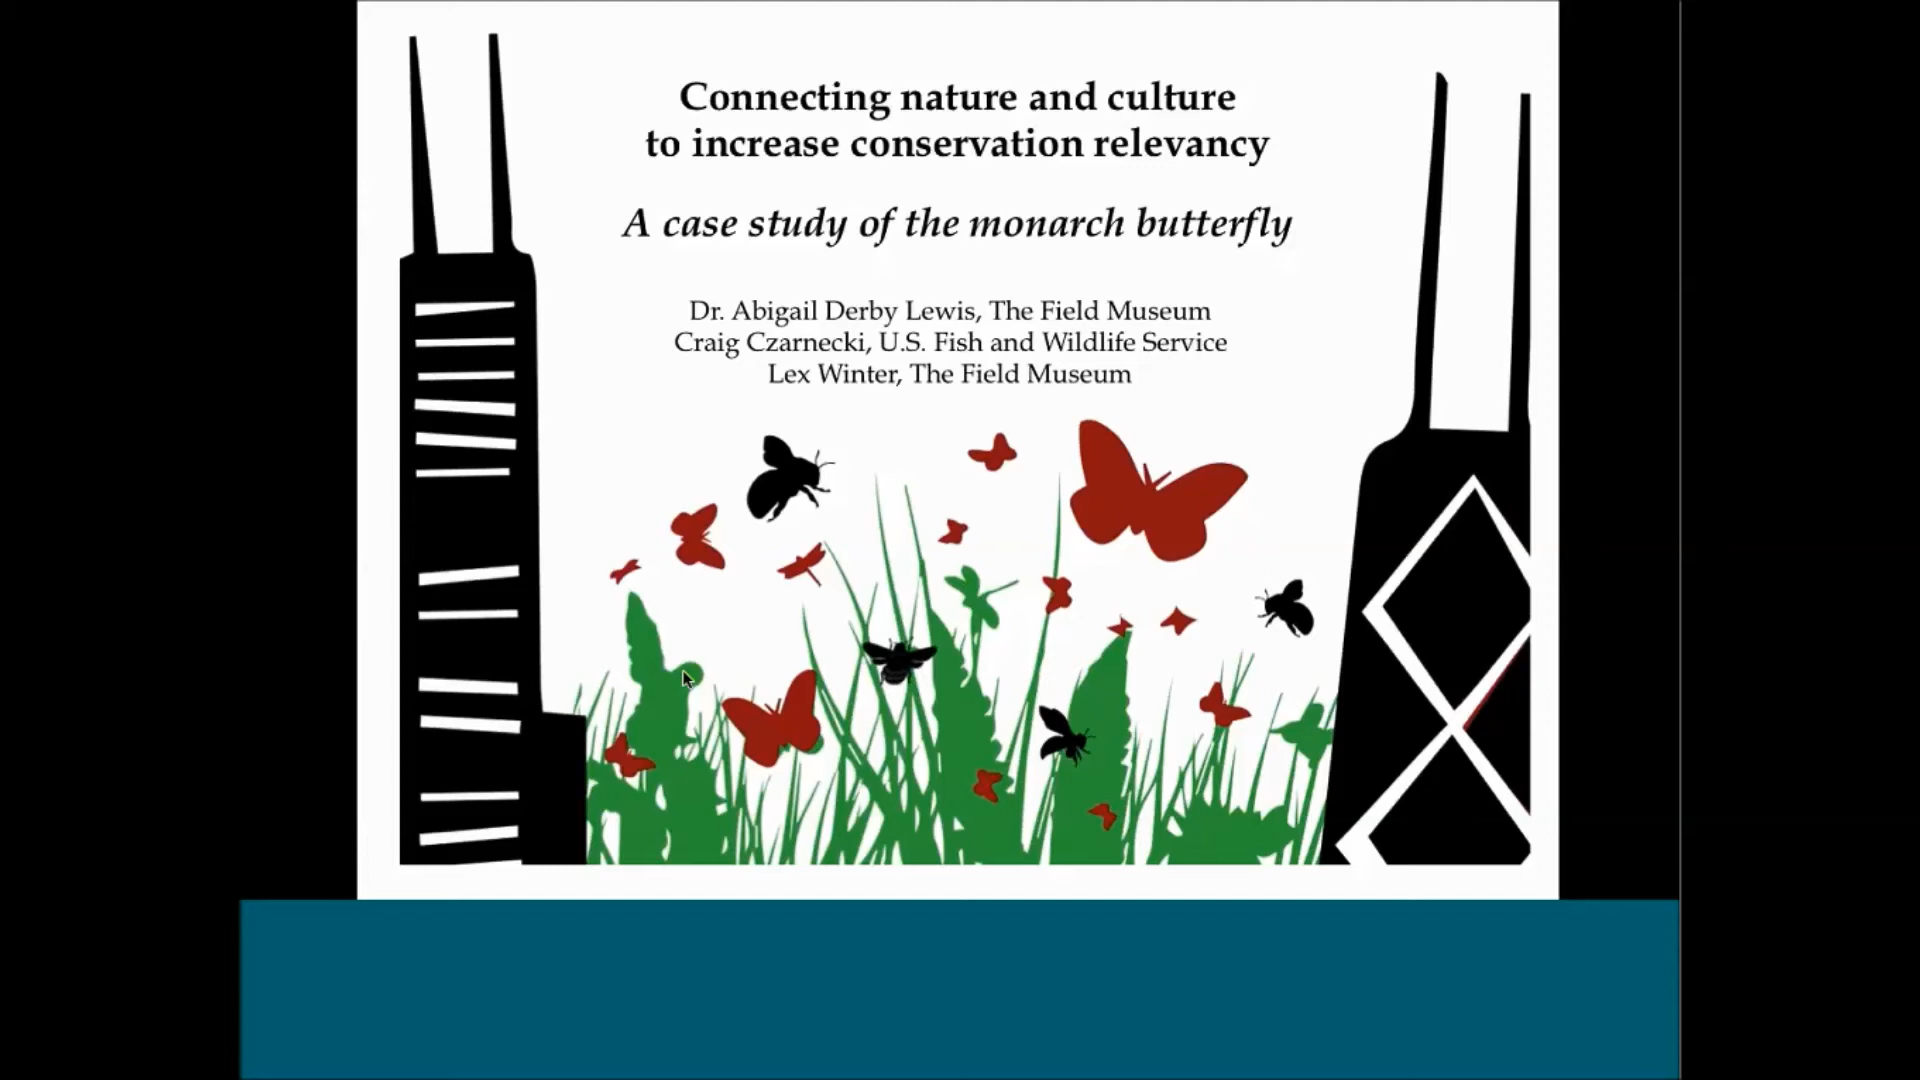 Connecting nature and culture
to increase conservation relevancy
A case study of the monarch butterfly
Dr. Abigail Derby Lewis, The Field Museum
Craig Czarnecki, U.S. Fish and Wildlife Service
Lex Winter, The Field Museum